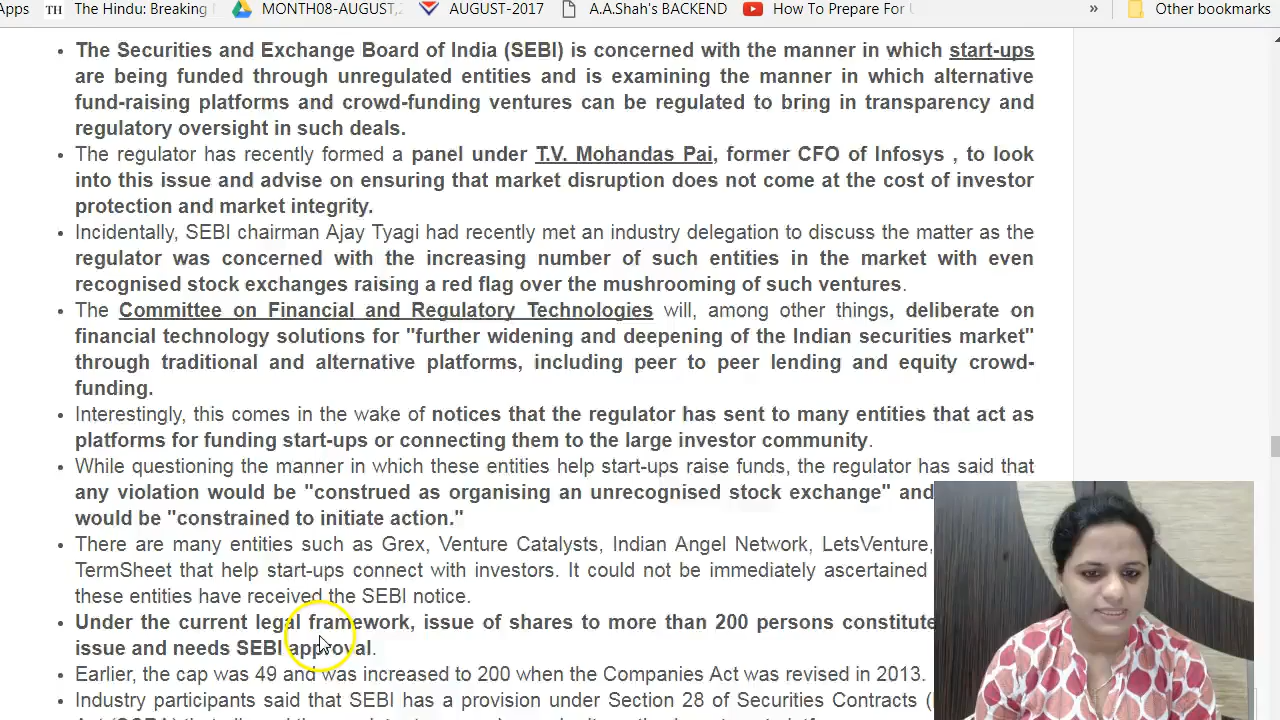 Apps
The Hindu: Breaking
MONTH08-AUGUST,
AUGUST-2017
A.A.Shah's BACKEND
How To Prepare For
»
Other bookmarks
TH
• The Securities and Exchange Board of India (SEBI) is concerned with the manner in which start-ups
are being funded through unregulated entities and is examining the manner in which alternative
fund-raising platforms and crowd-funding ventures can be regulated to bring in transparency and
regulatory oversight in such deals.
• The regulator has recently formed a panel under T.V. Mohandas Pai, former CFO of Infosys , to look
into this issue and advise on ensuring that market disruption does not come at the cost of investor
protection and market integrity.
• Incidentally, SEBI chairman Ajay Tyagi had recently met an industry delegation to discuss the matter as the
regulator was concerned with the increasing number of such entities in the market with even
recognised stock exchanges raising a red flag over the mushrooming of such ventures.
• The Committee on Financial and Regulatory Technologies will, among other things, deliberate on
financial technology solutions for "further widening and deepening of the Indian securities market"
through traditional and alternative platforms, including peer to peer lending and equity crowd-
funding.
• Interestingly, this comes in the wake of notices that the regulator has sent to many entities that act as
platforms for funding start-ups or connecting them to the large investor community.
• While questioning the manner in which these entities help start-ups raise funds, the regulator has said that
any violation would be "construed as organising an unrecognised stock exchange" and
would be "constrained to initiate action."
• There are many entities such as Grex, Venture Catalysts, Indian Angel Network, LetsVenture,
TermSheet that help start-ups connect with investors. It could not be immediately ascertained
these entities have received the SEBI notice.
• Under the current legal framework, issue of shares to more than 200 persons constitute
issue and needs SEBI approval.
• Earlier, the cap was 49 and was increased to 200 when the Companies Act was revised in 2013.
• Industry participants said that SEBI has a provision under Section 28 of Securities Contracts (